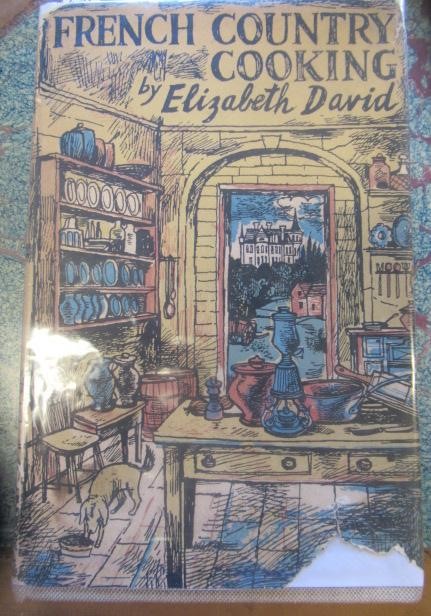 FRENCH COUNTRY
COOKING
by Elizabeth David